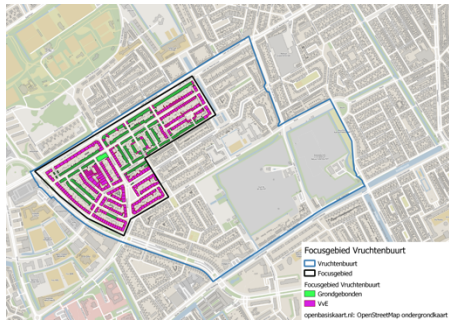 Focusgebied Vruchtenbuurt
Vruchtenbuurt
Focusgebied
Focusgebied Vruchtenbuurt
Grondgebonden
VvE
openbasiskaart.nl: OpenStreetMap ondergrondkaart